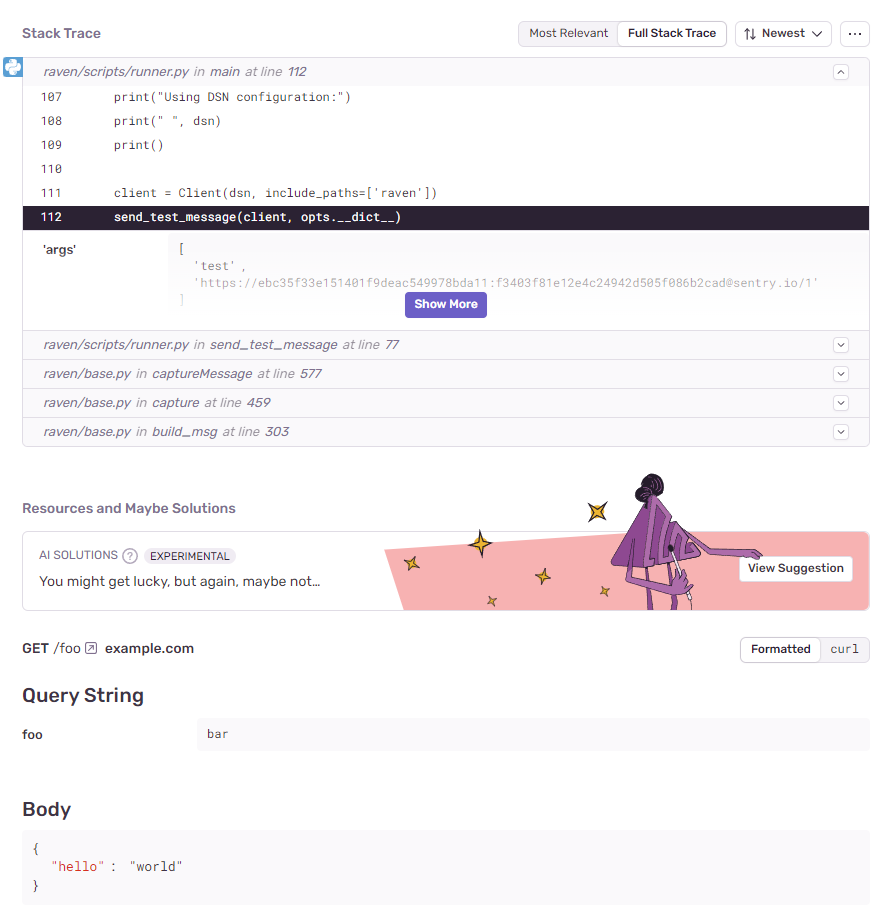 Stack Trace
Most Relevant Full Stack Trace Newest ...
raven/scripts/runner.py in main at line 112
107 print("Using DSN configuration:")
108 print(" ", dsn)
109 print()
110
111 client = Client(dsn, include_paths=['raven'])
112 send_test_message(client, opts.__dict__)
'args' [
'test' ,
'https://ebc35f33e151401f9deac549978bda11:f3403f81e12e4c24942d505f086b2cad@sentry.io/1'
]
Show More
raven/scripts/runner.py in send_test_message at line 77
raven/base.py in captureMessage at line 577
raven/base.py in capture at line 459
raven/base.py in build_msg at line 303
Resources and Maybe Solutions
AI SOLUTIONS ? EXPERIMENTAL
You might get lucky, but again, maybe not...
View Suggestion
GET /foo example.com
Formatted curl
Query String
foo bar
Body
{
"hello" : "world"
}